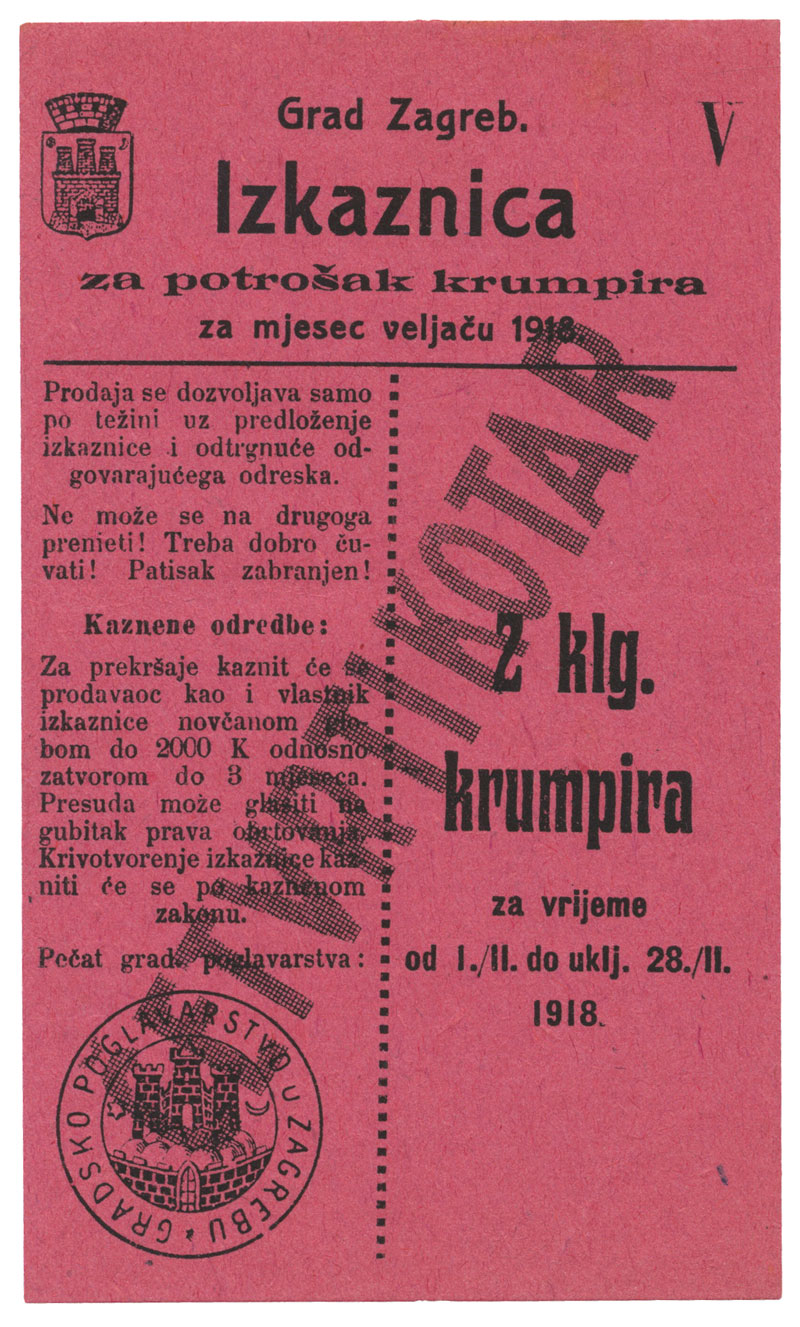 Grad Zagreb.
V
Izkaznica
za potrošak krumpira
za mjesec veljaču 1918.
Prodaja se dozvoljava samo
po težini uz predloženje
izkaznice i odtrgnuće od-
govarajućega odreska.
Ne može se na drugoga
prenieti! Treba dobro ču-
vati! Patisak zabranjen!
Kaznene odredbe:
Za prekršaje kaznit će se
prodavaoc kao i vlastnik
izkaznice novčanom glo-
bom do 2000 K odnosno
zatvorom do 3 mjeseca.
Presuda može glasiti na
gubitak prava obrtovanja.
Krivotvorenje izkaznice kaz-
niti će se po kaznenom
zakonu.
Pečat grad. poglavarstva:
GRADSKO POGLAVARSTVO U ZAGREBU
ČETVRTI KOTAR
2 klg.
krumpira
za vrijeme
od 1./II. do uklj. 28./II.
1918.